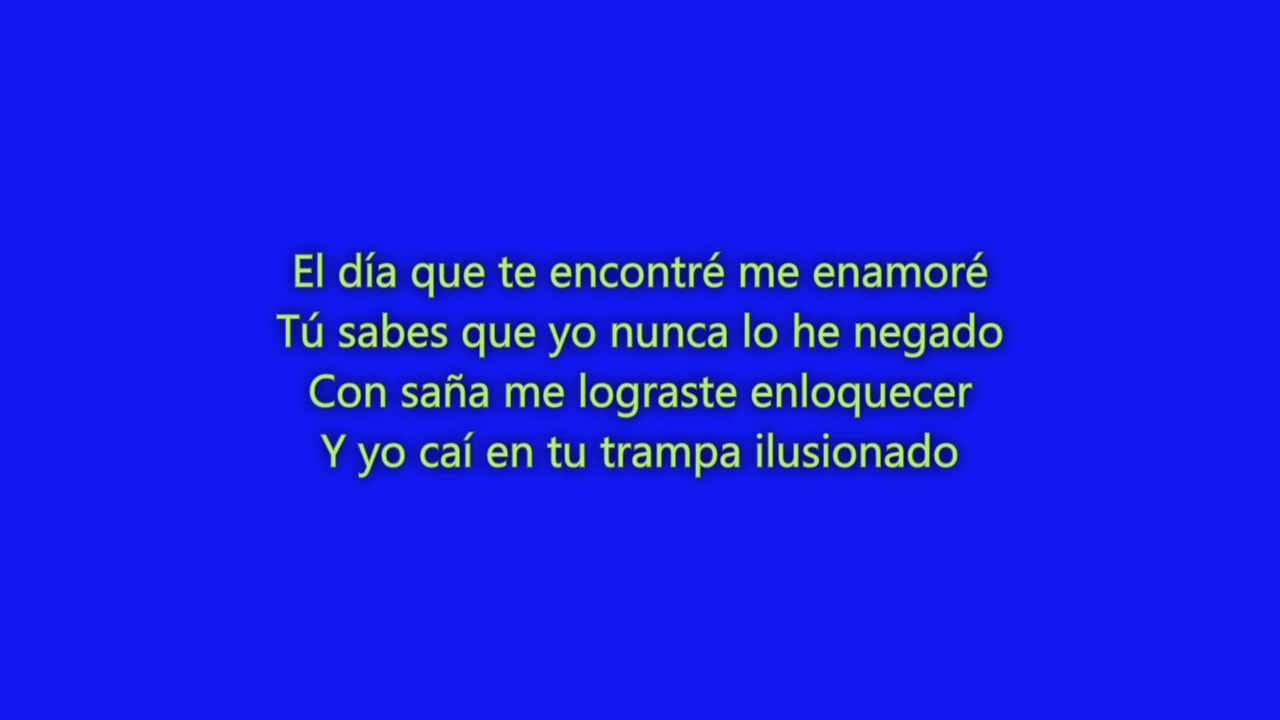 El día que te encontré me enamoré
Tú sabes que yo nunca lo he negado
Con saña me lograste enloquecer
Y yo caí en tu trampa ilusionado